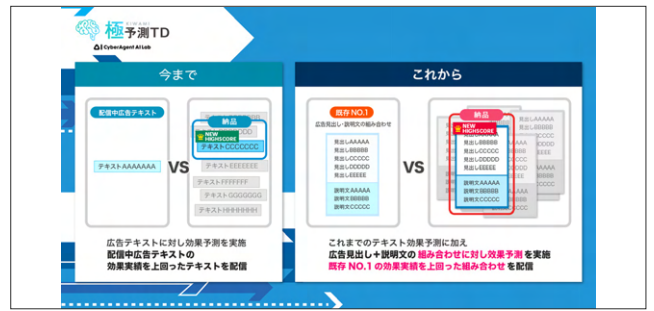 KIWAMI
極予測TD
CyberAgent AI Lab
今まで
配信中広告テキスト
テキストAAAAAAA
VS
納品
NEW
HIGHSCORE
テキストCCCCCCC
テキストEEEEEEE
テキストFFFFFFF
テキストGGGGGGG
テキストHHHHHHH
広告テキストに対し効果予測を実施
配信中広告テキストの
効果実績を上回ったテキストを配信
これから
既存NO.1
広告見出し・説明文の組み合わせ
見出しAAAAA
見出しBBBBB
見出しCCCCC
見出しDDDDD
見出しEEEEE
説明文AAAAA
説明文BBBBB
説明文CCCCC
VS
納品
NEW
HIGHSCORE
見出しBBBBB
見出しCCCCC
見出しDDDDD
見出しEEEEE
説明文AAAAA
説明文BBBBB
説明文CCCCC
これまでのテキスト効果予測に加え
広告見出し+説明文の組み合わせに対し効果予測を実施
既存 NO.1 の効果実績を上回った組み合わせを配信